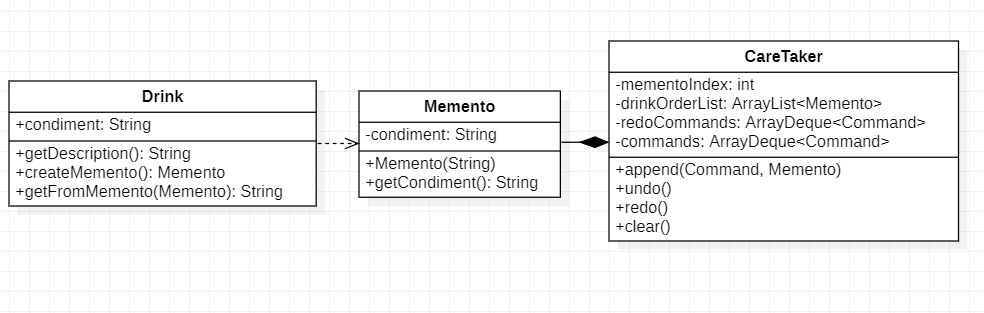 Drink
+condiment: String
+getDescription(): String
+createMemento(): Memento
+getFromMemento(Memento): String
Memento
-condiment: String
+Memento(String)
+getCondiment(): String
CareTaker
-mementoIndex: int
-drinkOrderList: ArrayList<Memento>
-redoCommands: ArrayDeque<Command>
-commands: ArrayDeque<Command>
+append(Command, Memento)
+undo()
+redo()
+clear()